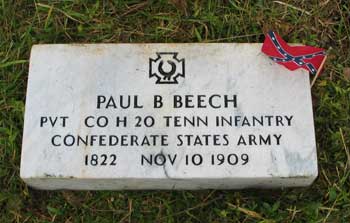 PAUL B BEECH
PVT CO H 20 TENN INFANTRY
CONFEDERATE STATES ARMY
1822 NOV 10 1909